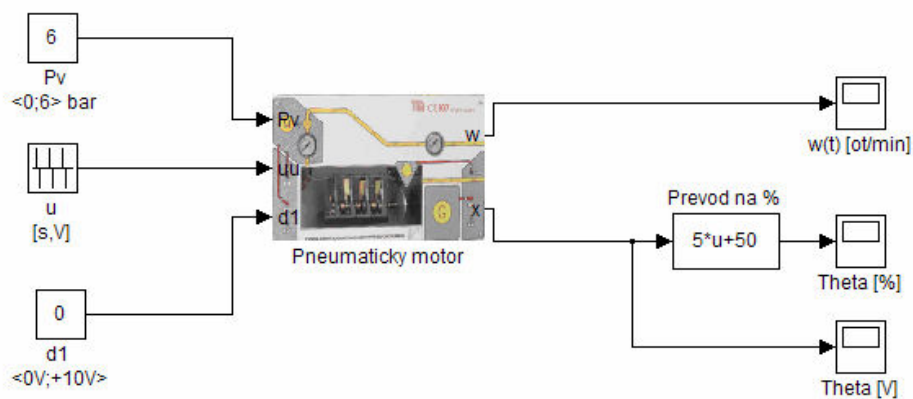 6
Pv
<0;6> bar
u
[s,V]
0
d1
<0V;+10V>
Pv
uu
d1
CE107
w
x
G
Pneumaticky motor
w(t) [ot/min]
Prevod na %
5*u+50
Theta [%]
Theta [V]